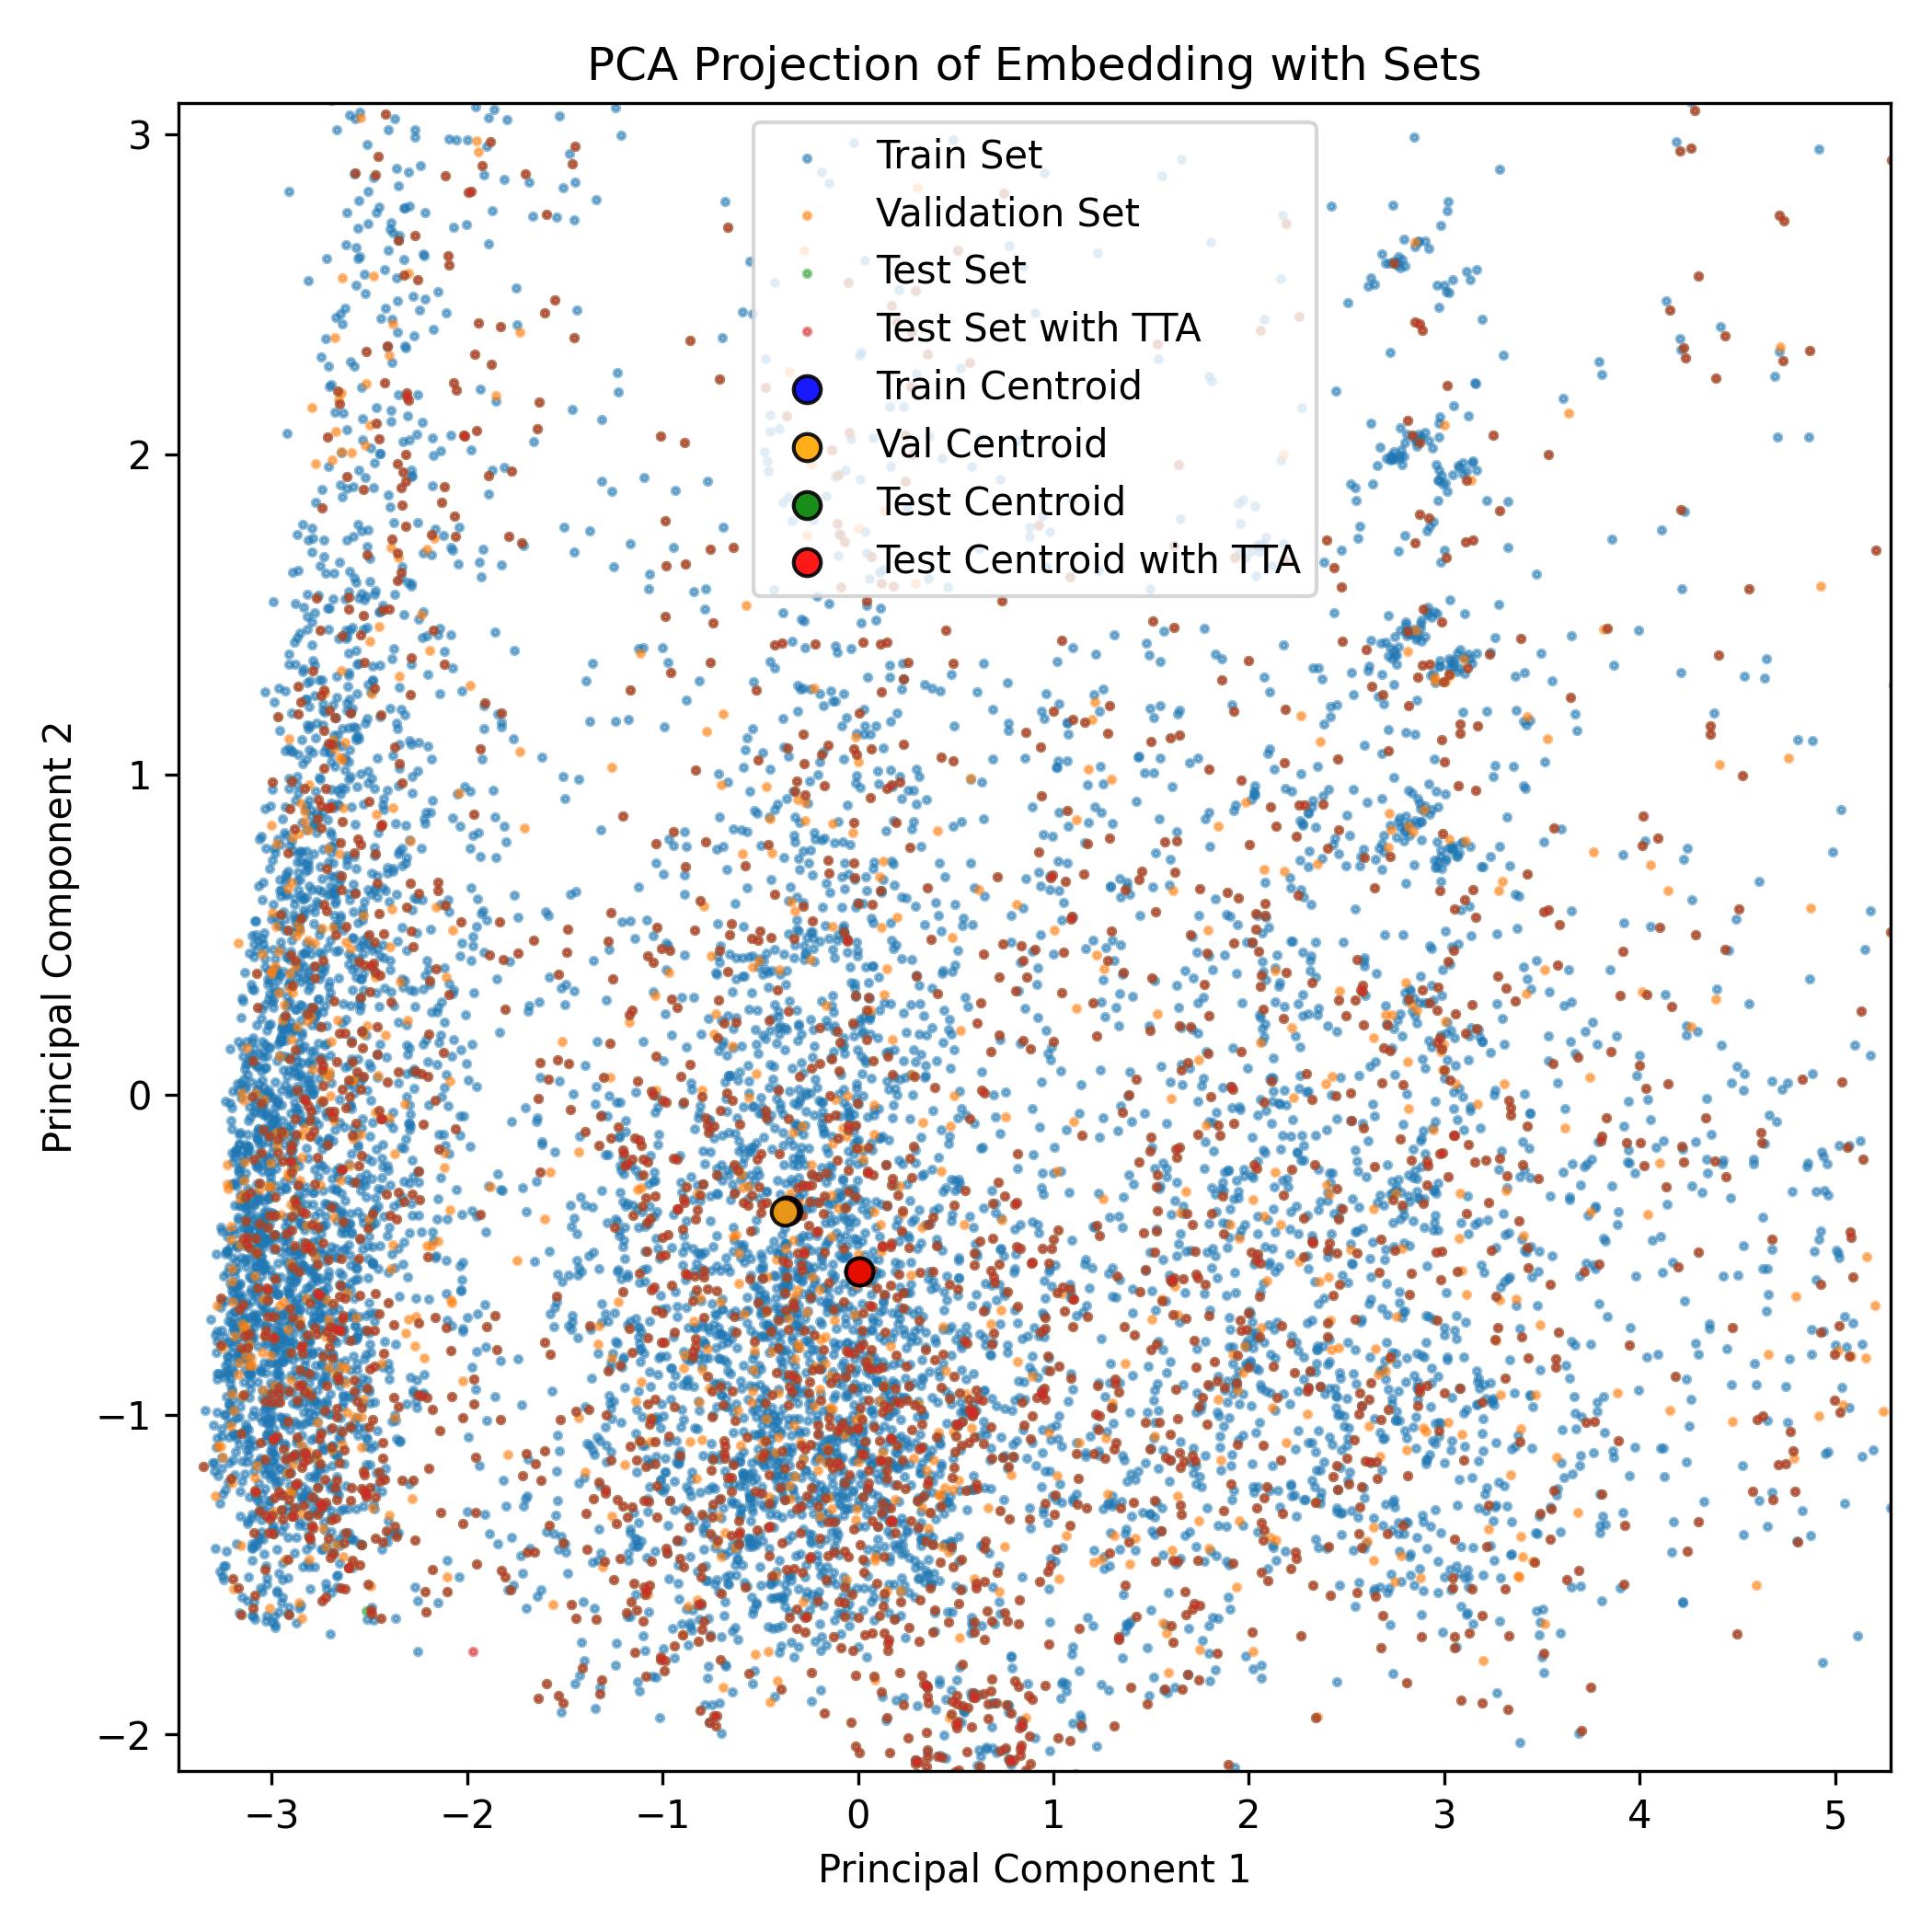 PCA Projection of Embedding with Sets
Train Set
Validation Set
Test Set
Test Set with TTA
Train Centroid
Val Centroid
Test Centroid
Test Centroid with TTA
3
2
1
0
−1
−2
Principal Component 2
−3 −2 −1 0 1 2 3 4 5
Principal Component 1